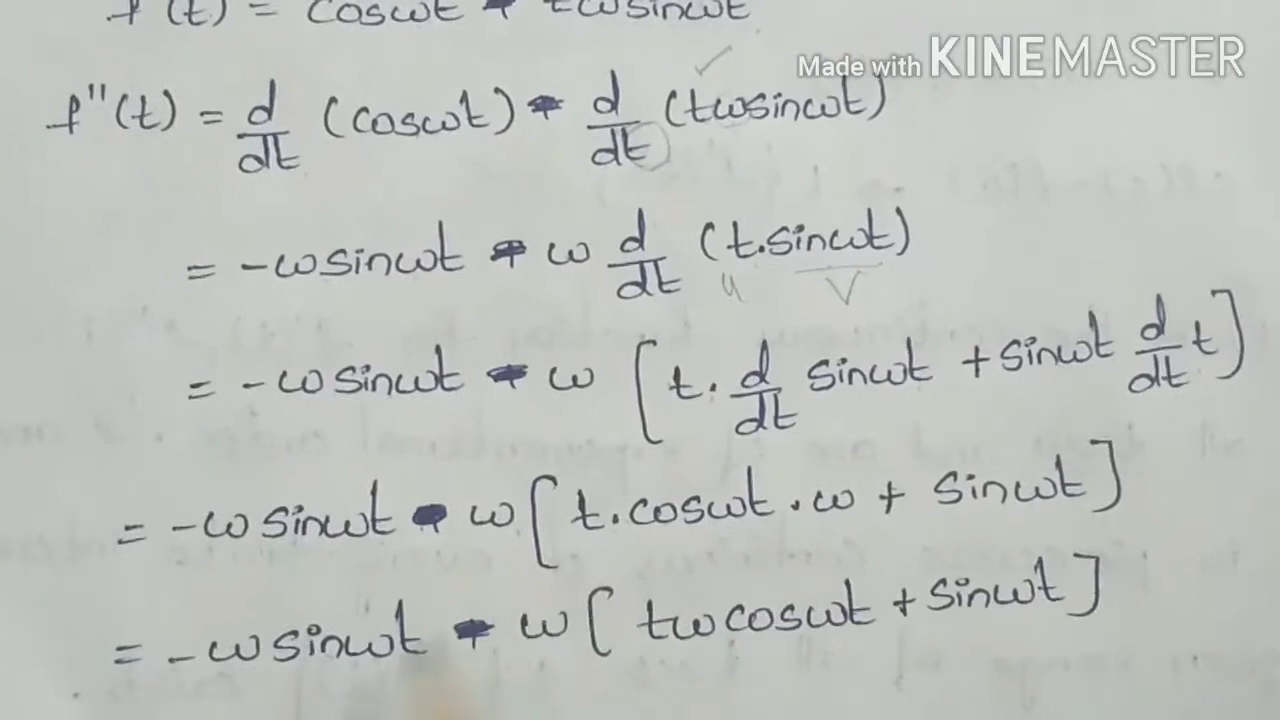 f'(t) = cosωt - tωsinωt
Made with KINEMASTER
f''(t) = d/dt (cosωt) - d/dt (tωsinωt)
= -ωsinωt - ω d/dt (t.sinωt)
u v
= -ωsinωt - ω [t. d/dt sinωt + sinωt d/dt t]
= -ωsinωt - ω [t.cosωt.ω + sinωt]
= -ωsinωt - ω [tωcosωt + sinωt]